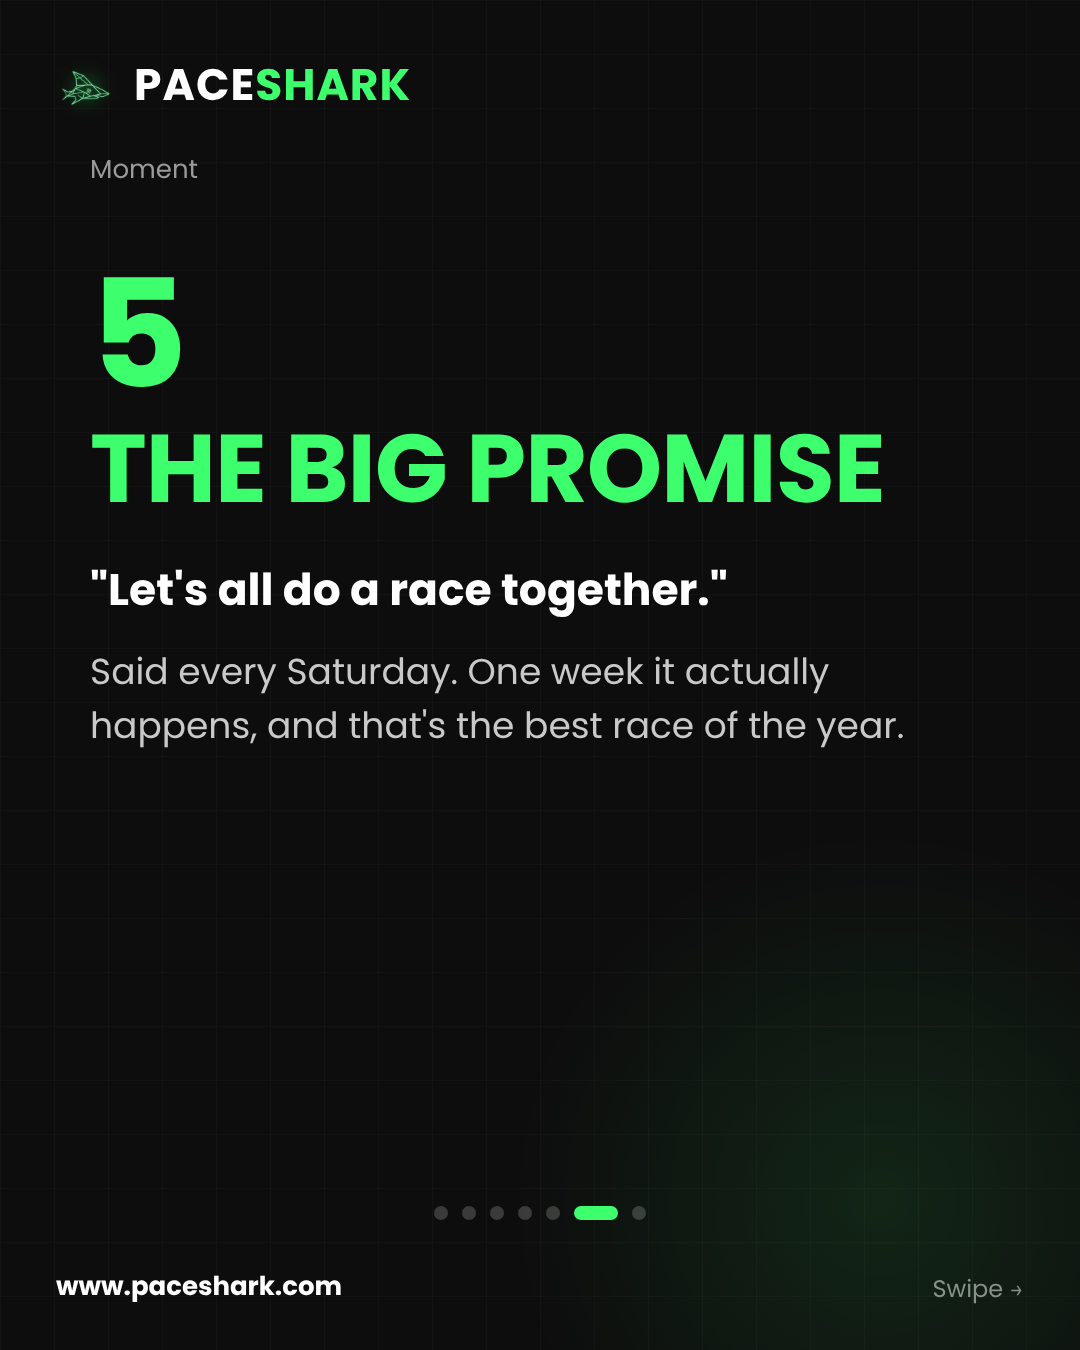 PACESHARK
Moment
5
THE BIG PROMISE
"Let's all do a race together."
Said every Saturday. One week it actually
happens, and that's the best race of the year.
www.paceshark.com
Swipe →